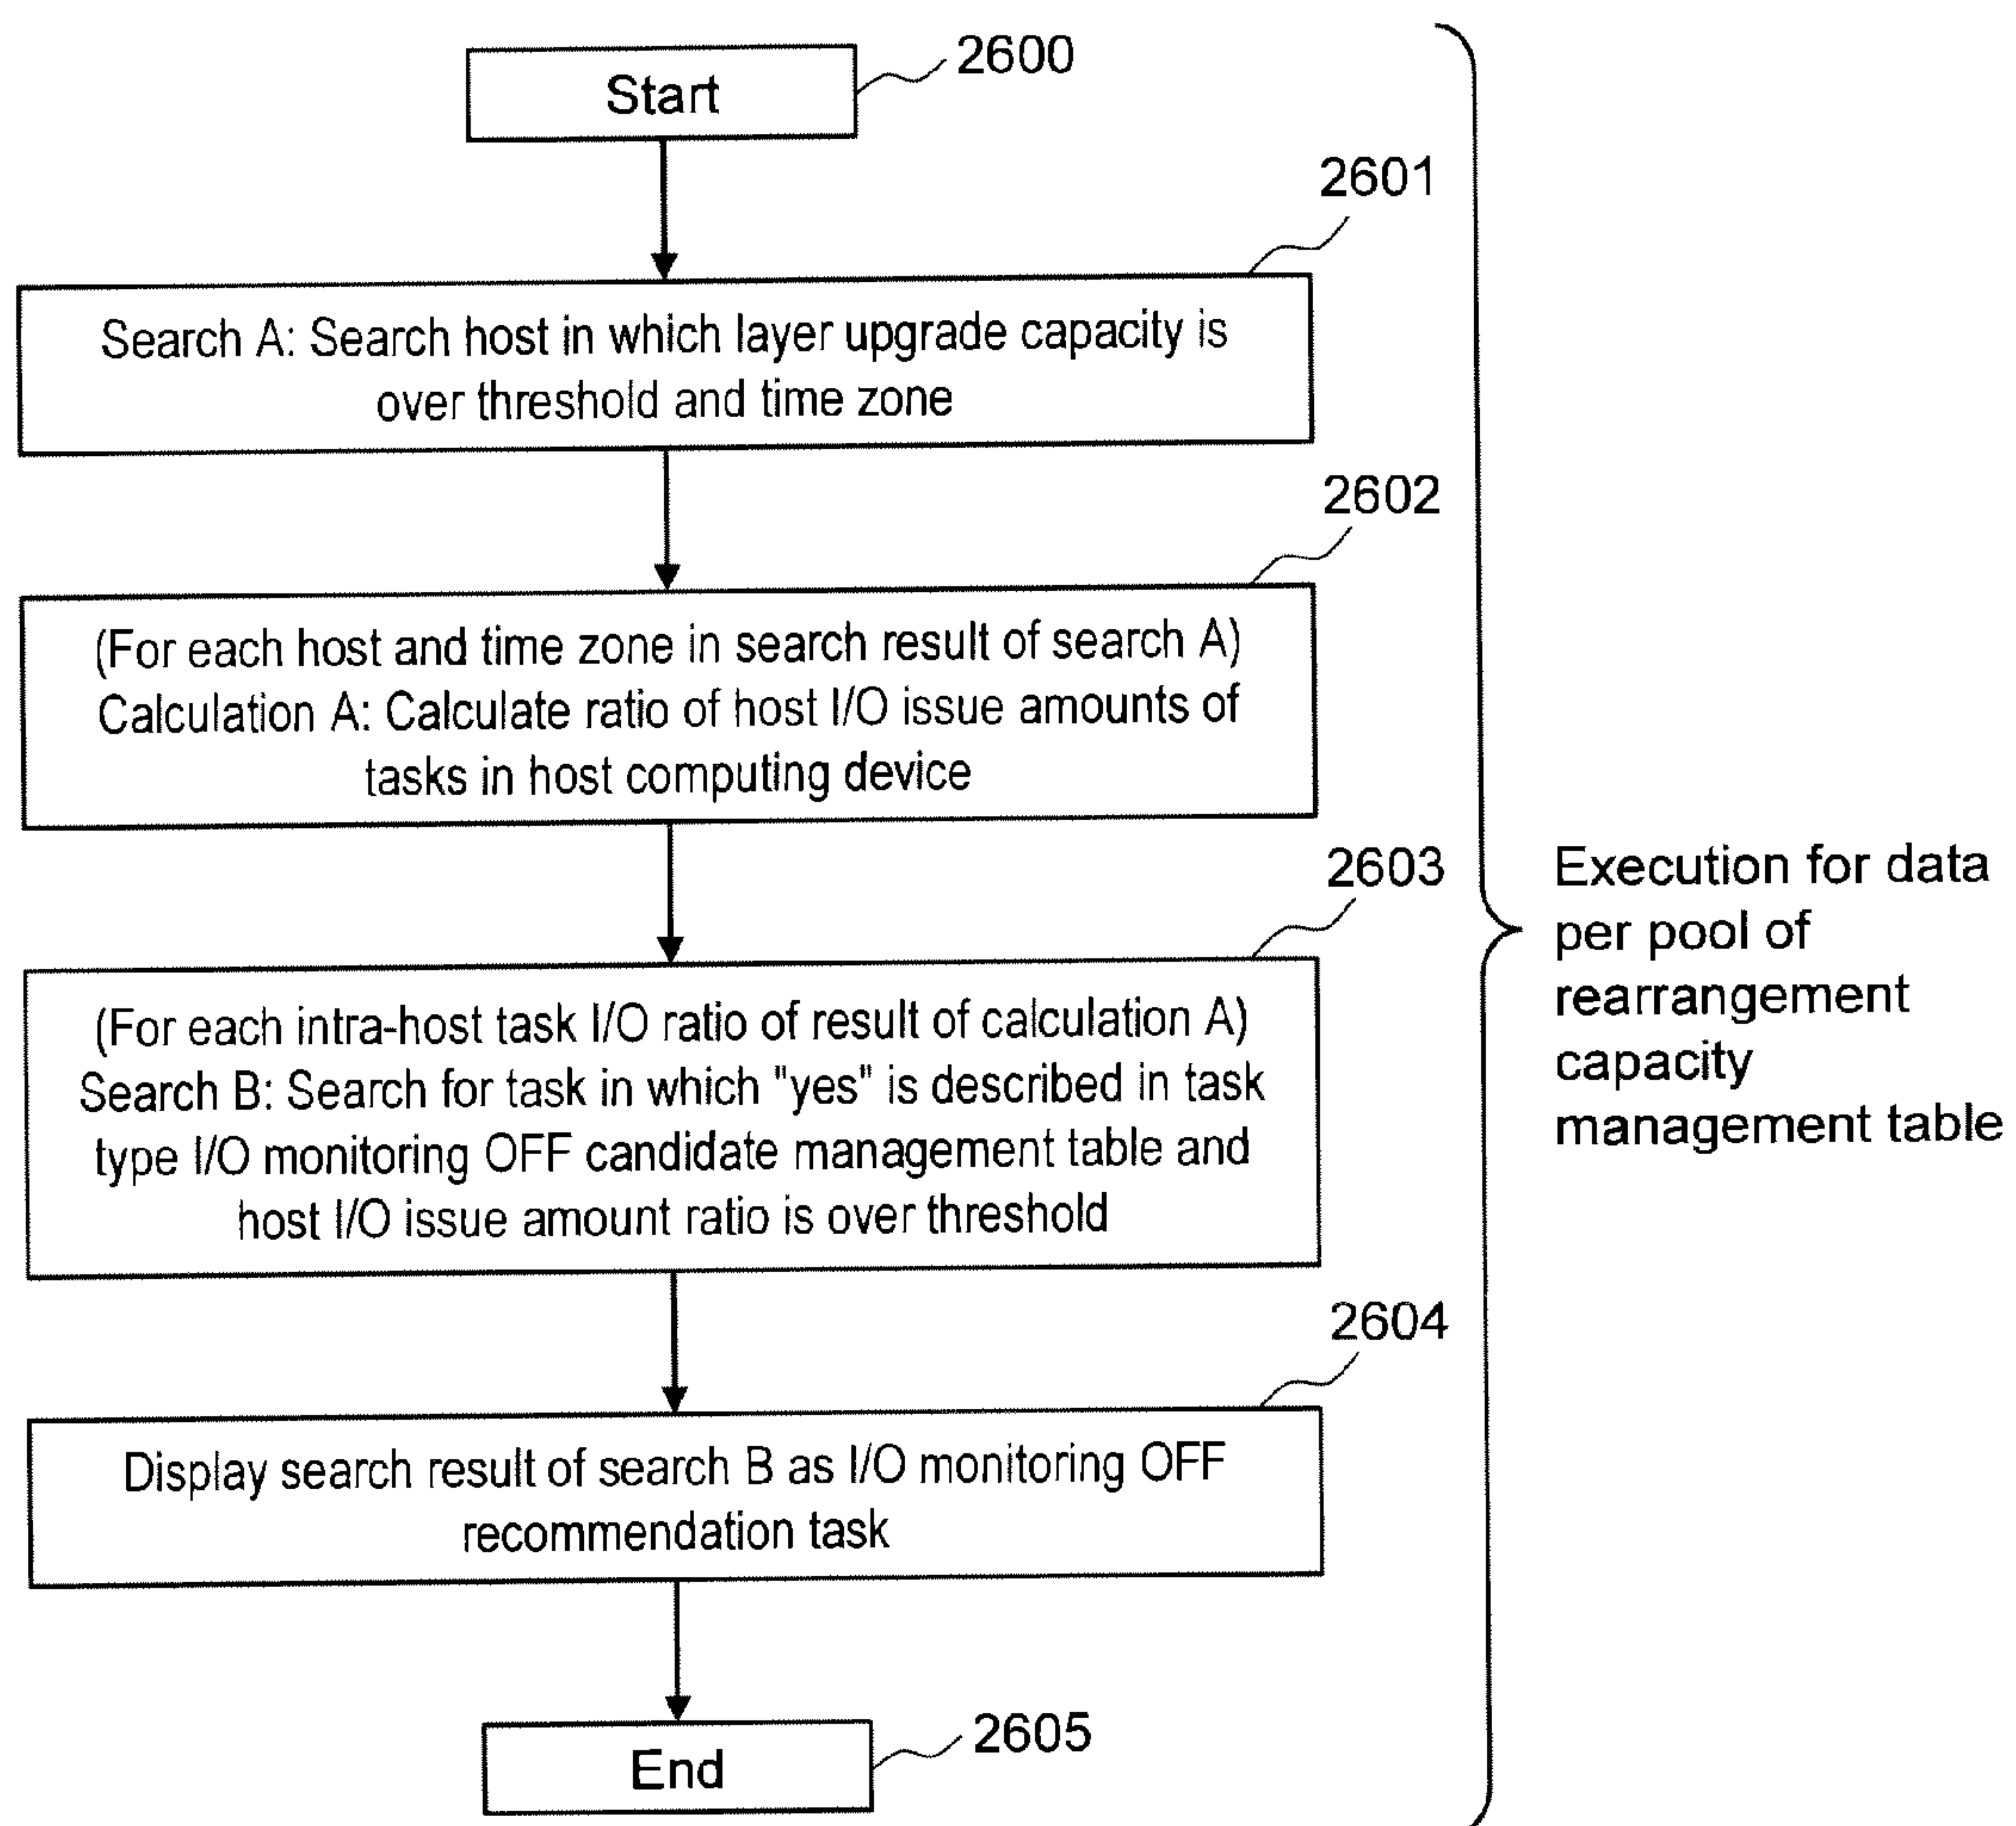 Start
2600
2601
Search A: Search host in which layer upgrade capacity is
over threshold and time zone
2602
(For each host and time zone in search result of search A)
Calculation A: Calculate ratio of host I/O issue amounts of
tasks in host computing device
2603
(For each intra-host task I/O ratio of result of calculation A)
Search B: Search for task in which "yes" is described in task
type I/O monitoring OFF candidate management table and
host I/O issue amount ratio is over threshold
2604
Display search result of search B as I/O monitoring OFF
recommendation task
End
2605
Execution for data
per pool of
rearrangement
capacity
management table